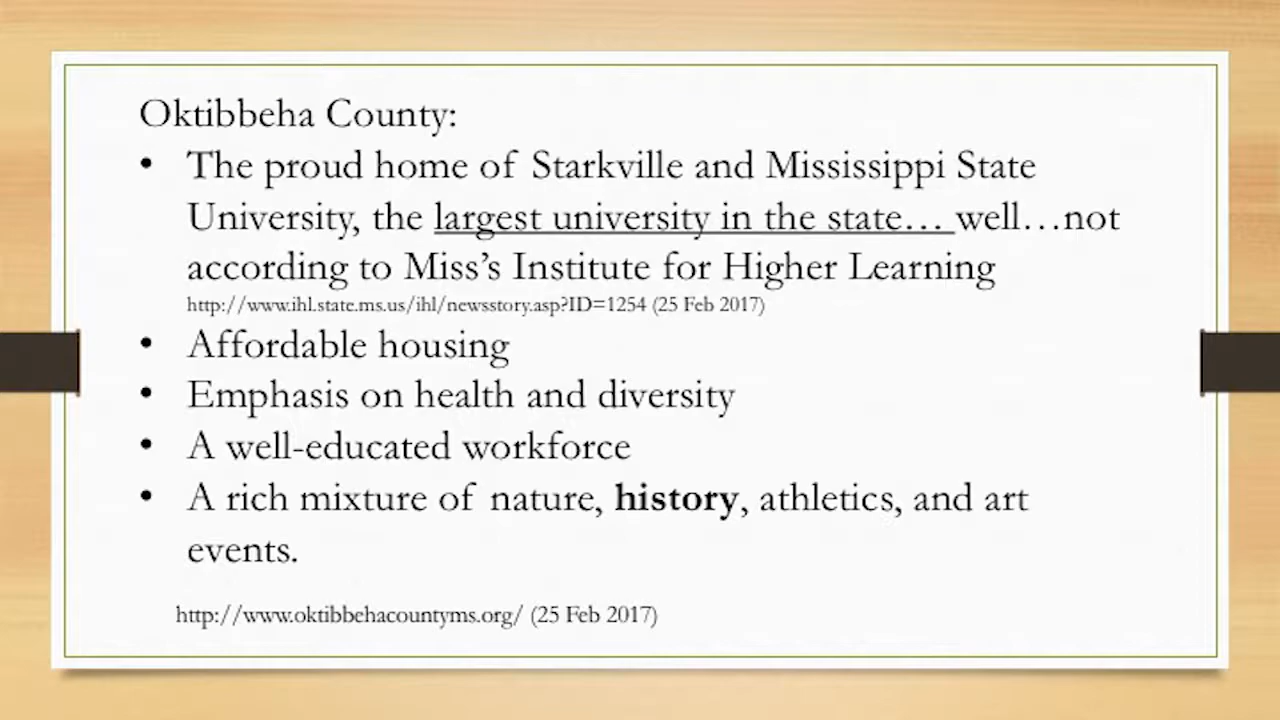 Oktibbeha County:
• The proud home of Starkville and Mississippi State
University, the largest university in the state… well…not
according to Miss’s Institute for Higher Learning
http://www.ihl.state.ms.us/ihl/newsstory.asp?ID=1254 (25 Feb 2017)
• Affordable housing
• Emphasis on health and diversity
• A well-educated workforce
• A rich mixture of nature, history, athletics, and art
events.
http://www.oktibbehacountyms.org/ (25 Feb 2017)